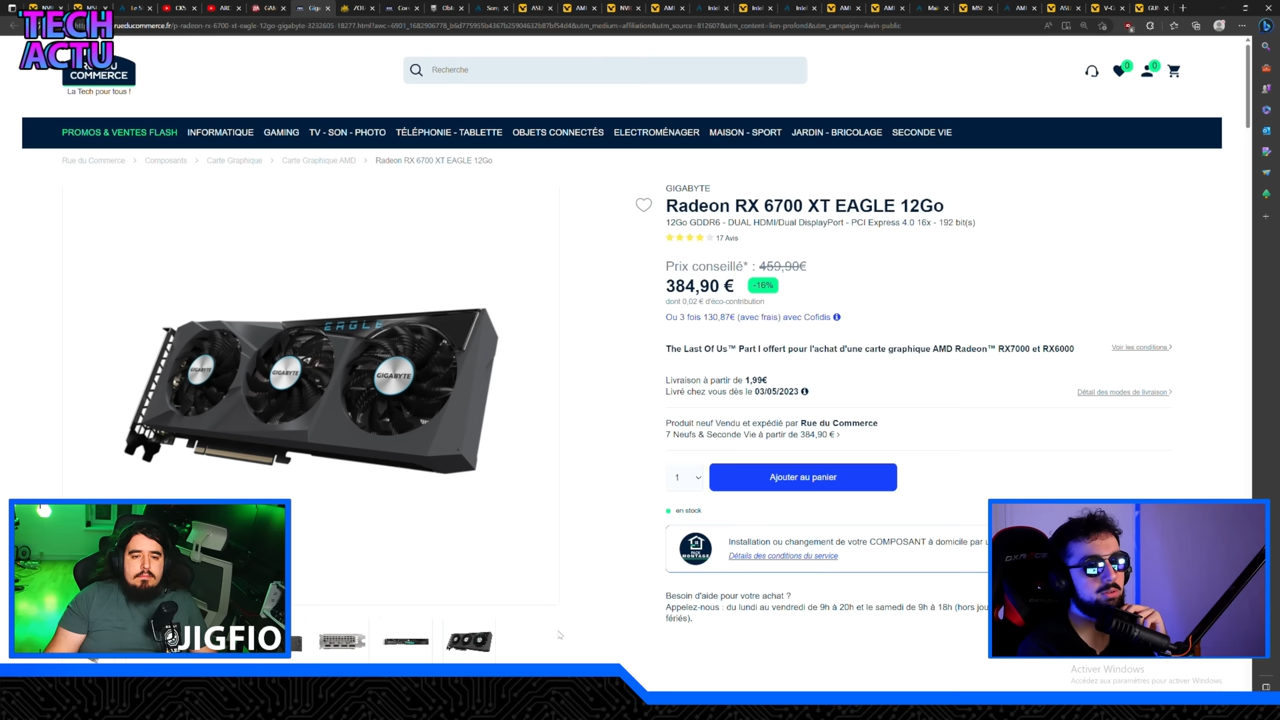 TECH
ACTU
COMMERCE
La Tech pour tous !
Recherche
0
0
PROMOS & VENTES FLASH INFORMATIQUE GAMING TV - SON - PHOTO TÉLÉPHONIE - TABLETTE OBJETS CONNECTÉS ELECTROMÉNAGER MAISON - SPORT JARDIN - BRICOLAGE SECONDE VIE
Rue du Commerce > Composants > Carte Graphique > Carte Graphique AMD > Radeon RX 6700 XT EAGLE 12Go
GIGABYTE
Radeon RX 6700 XT EAGLE 12Go
12Go GDDR6 - DUAL HDMI/Dual DisplayPort - PCI Express 4.0 16x - 192 bit(s)
17 Avis
Prix conseillé* : 459,90€
384,90 € -16%
dont 0,02 € d'éco-contribution
Ou 3 fois 130,87€ (avec frais) avec Cofidis
The Last Of Us™ Part I offert pour l'achat d'une carte graphique AMD Radeon™ RX7000 et RX6000 Voir les conditions >
Livraison à partir de 1,99€
Livré chez vous dès le 03/05/2023
Détail des modes de livraison >
Produit neuf Vendu et expédié par Rue du Commerce
7 Neufs & Seconde Vie à partir de 384,90 € >
1 Ajouter au panier
en stock
Installation ou changement de votre COMPOSANT à domicile par
Détails des conditions du service
Besoin d'aide pour votre achat ?
Appelez-nous : du lundi au vendredi de 9h à 20h et le samedi de 9h à 18h (hors
fériés).
EAGLE
GIGABYTE
GIGABYTE
GIGABYTE
JIGFIO
DXRACER
Activer Windows
Accédez aux paramètres pour activer Windows